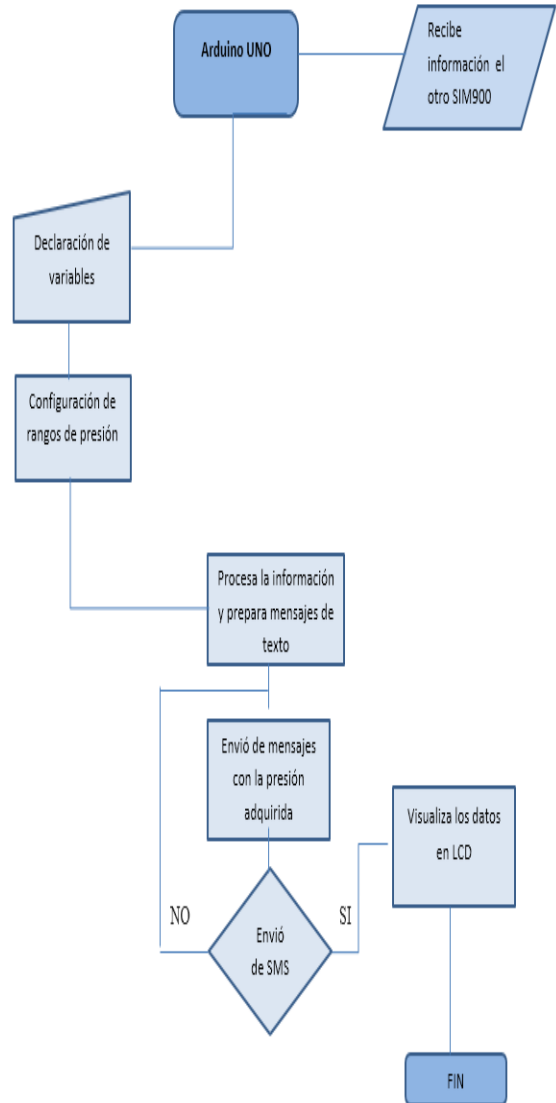 Arduino UNO
Recibe
información el
otro SIM900
Declaración de
variables
Configuración de
rangos de presión
Procesa la información
y prepara mensajes de
texto
Envió de mensajes
con la presión
adquirida
Visualiza los datos
en LCD
NO
SI
Envió
de SMS
FIN